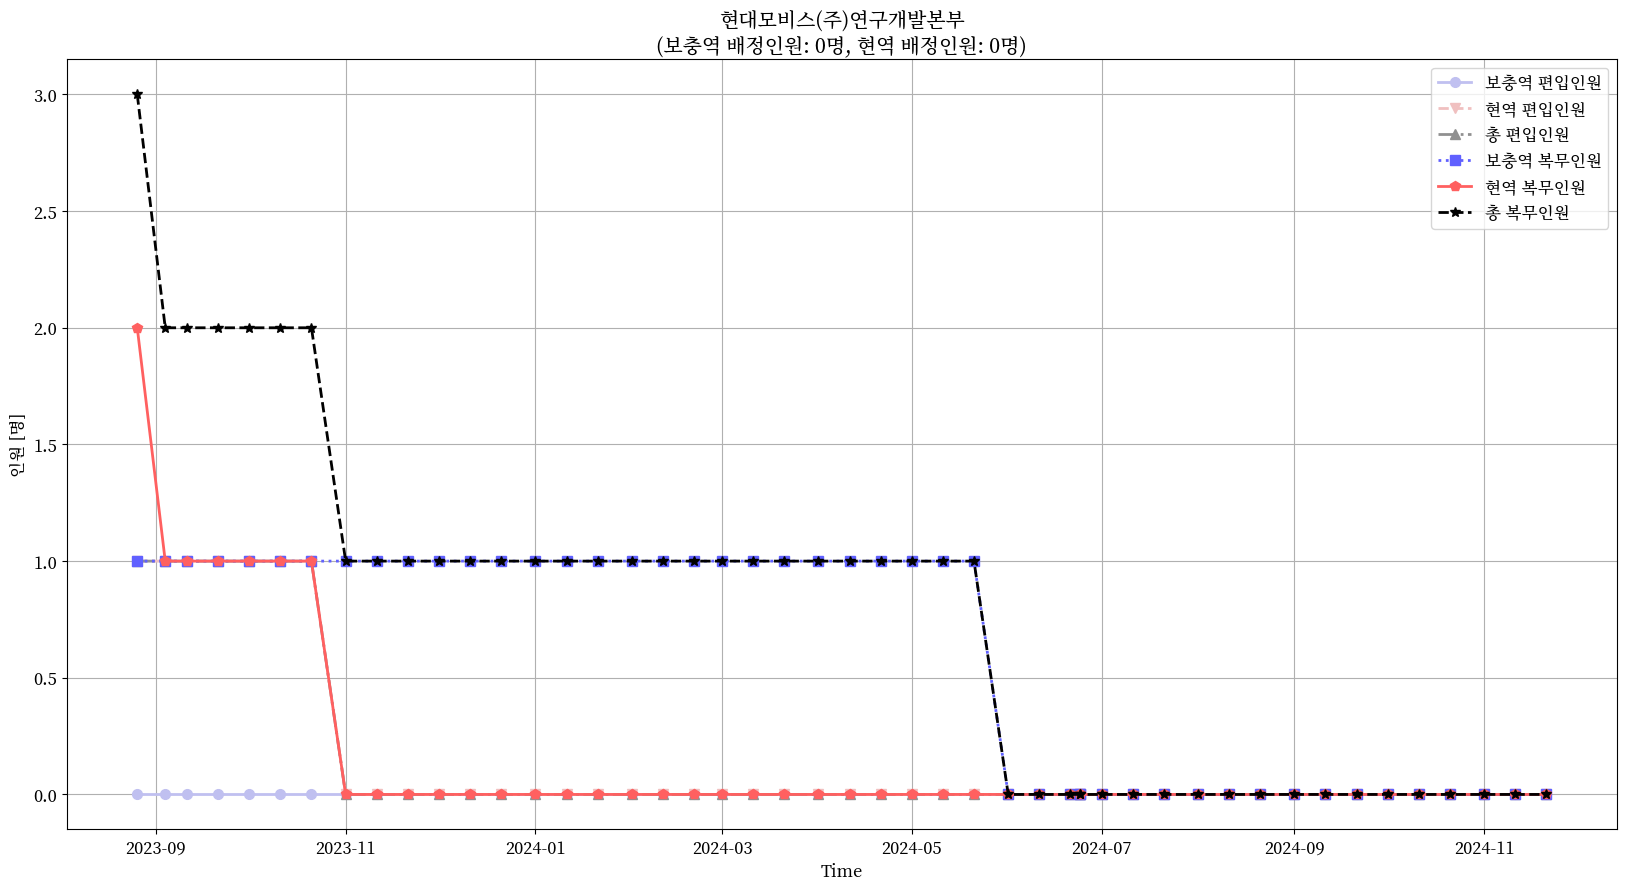 현대모비스(주)연구개발본부
(보충역 배정인원: 0명, 현역 배정인원: 0명)
보충역 편입인원
현역 편입인원
총 편입인원
보충역 복무인원
현역 복무인원
총 복무인원
인원 [명]
3.0
2.5
2.0
1.5
1.0
0.5
0.0
2023-09
2023-11
2024-01
2024-03
2024-05
2024-07
2024-09
2024-11
Time